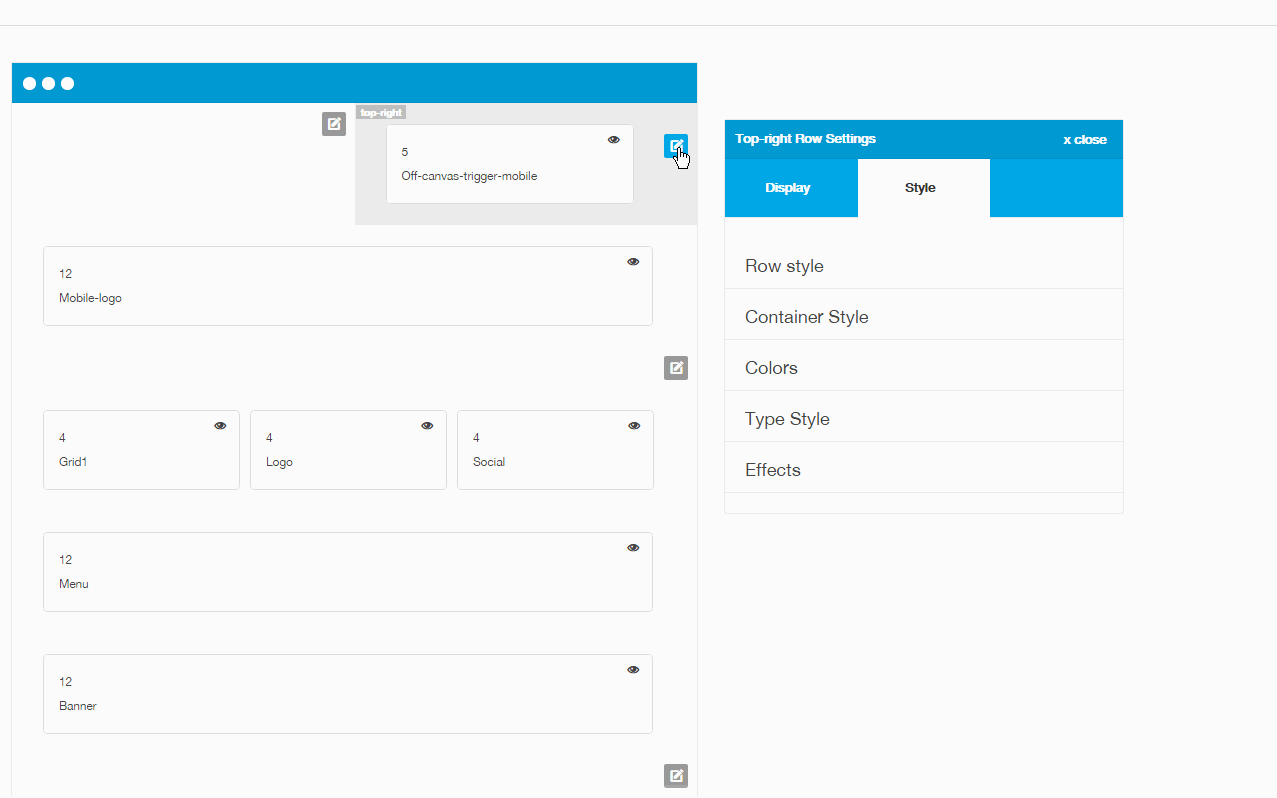 top-right
5
Off-canvas-trigger-mobile
12
Mobile-logo
4
Grid1
4
Logo
4
Social
12
Menu
12
Banner
Top-right Row Settings
x close
Display
Style
Row style
Container Style
Colors
Type Style
Effects